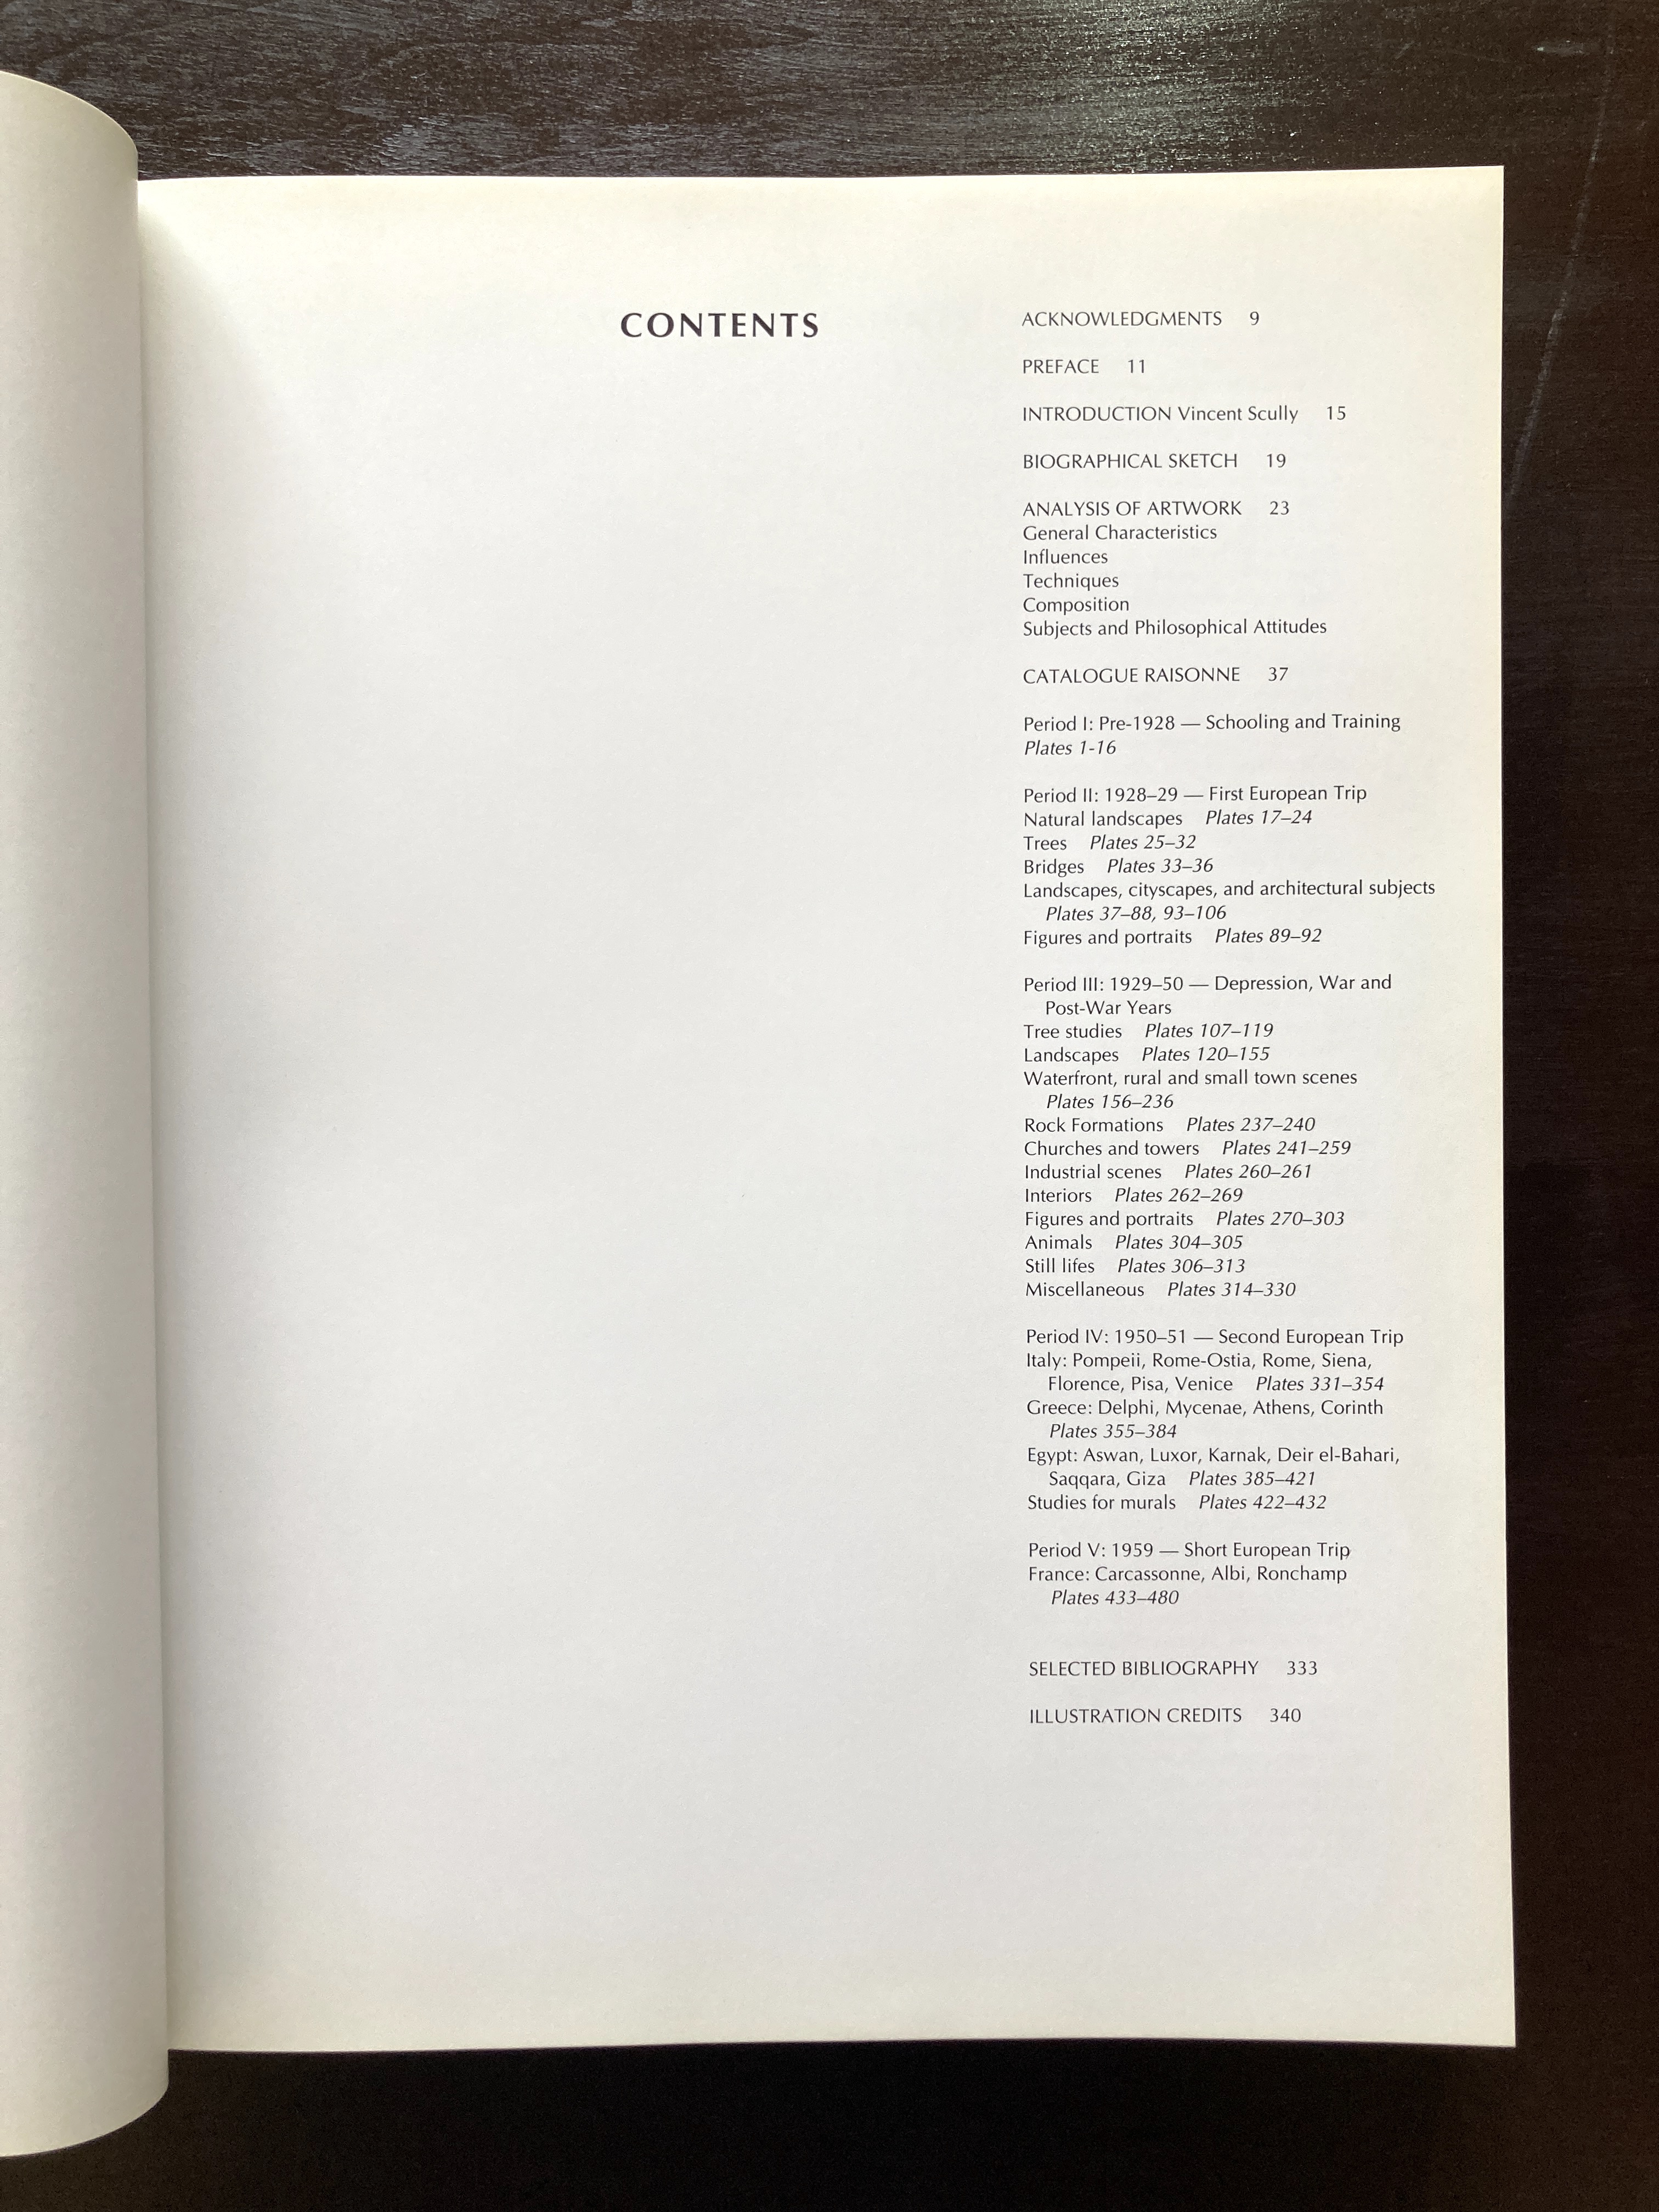 CONTENTS
ACKNOWLEDGMENTS 9
PREFACE 11
INTRODUCTION Vincent Scully 15
BIOGRAPHICAL SKETCH 19
ANALYSIS OF ARTWORK 23
General Characteristics
Influences
Techniques
Composition
Subjects and Philosophical Attitudes
CATALOGUE RAISONNE 37
Period I: Pre-1928 — Schooling and Training
Plates 1-16
Period II: 1928–29 — First European Trip
Natural landscapes Plates 17–24
Trees Plates 25–32
Bridges Plates 33–36
Landscapes, cityscapes, and architectural subjects
Plates 37–88, 93–106
Figures and portraits Plates 89–92
Period III: 1929–50 — Depression, War and
Post-War Years
Tree studies Plates 107–119
Landscapes Plates 120–155
Waterfront, rural and small town scenes
Plates 156–236
Rock Formations Plates 237–240
Churches and towers Plates 241–259
Industrial scenes Plates 260–261
Interiors Plates 262–269
Figures and portraits Plates 270–303
Animals Plates 304–305
Still lifes Plates 306–313
Miscellaneous Plates 314–330
Period IV: 1950–51 — Second European Trip
Italy: Pompeii, Rome-Ostia, Rome, Siena,
Florence, Pisa, Venice Plates 331–354
Greece: Delphi, Mycenae, Athens, Corinth
Plates 355–384
Egypt: Aswan, Luxor, Karnak, Deir el-Bahari,
Saqqara, Giza Plates 385–421
Studies for murals Plates 422–432
Period V: 1959 — Short European Trip
France: Carcassonne, Albi, Ronchamp
Plates 433–480
SELECTED BIBLIOGRAPHY 333
ILLUSTRATION CREDITS 340